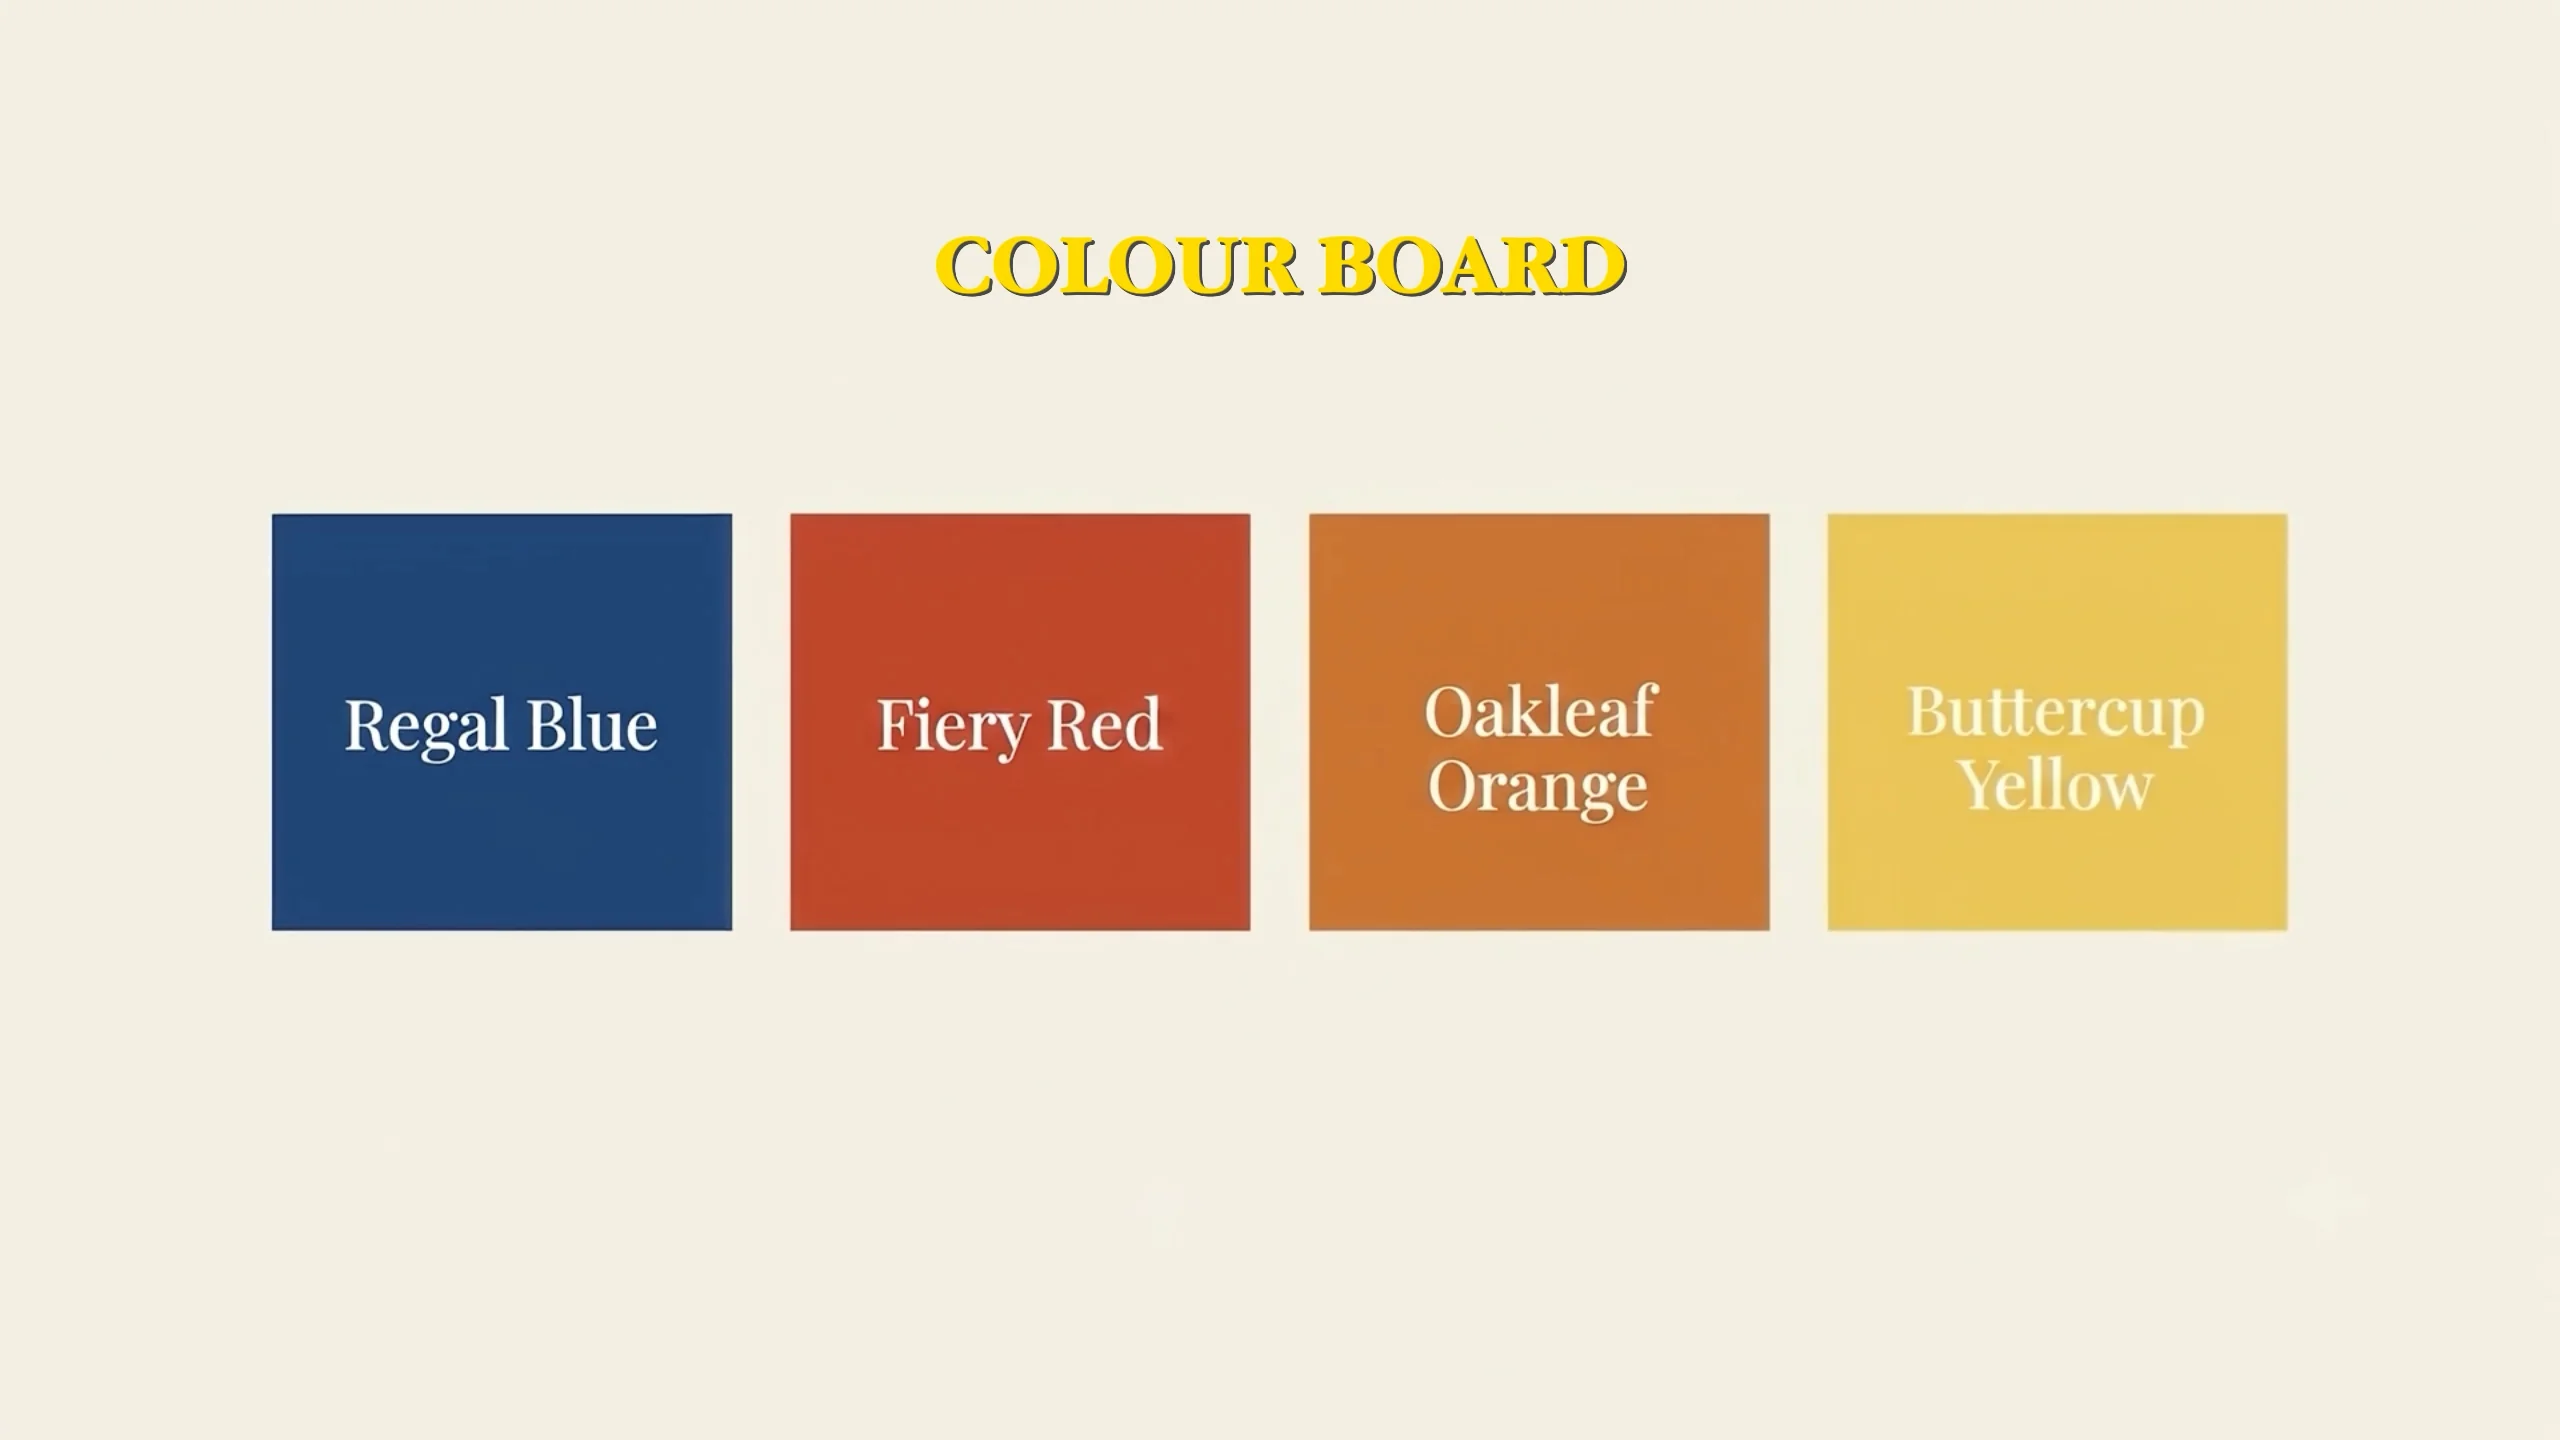 COLOUR BOARD
Regal Blue
Fiery Red
Oakleaf
Orange
Buttercup
Yellow